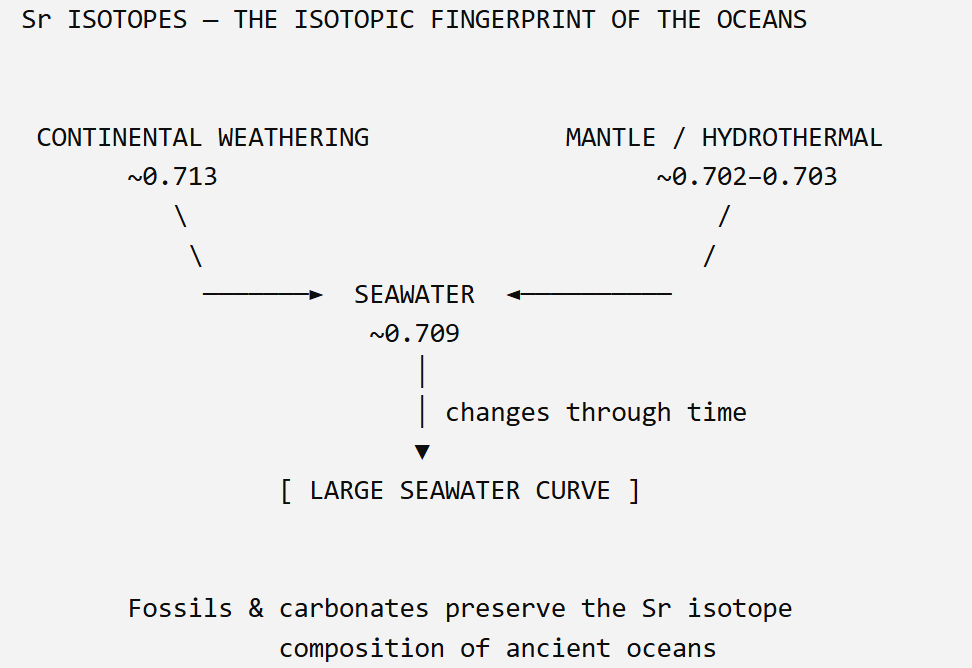 Sr ISOTOPES — THE ISOTOPIC FINGERPRINT OF THE OCEANS
CONTINENTAL WEATHERING MANTLE / HYDROTHERMAL
~0.713 ~0.702–0.703
SEAWATER
~0.709
changes through time
[ LARGE SEAWATER CURVE ]
Fossils & carbonates preserve the Sr isotope
composition of ancient oceans